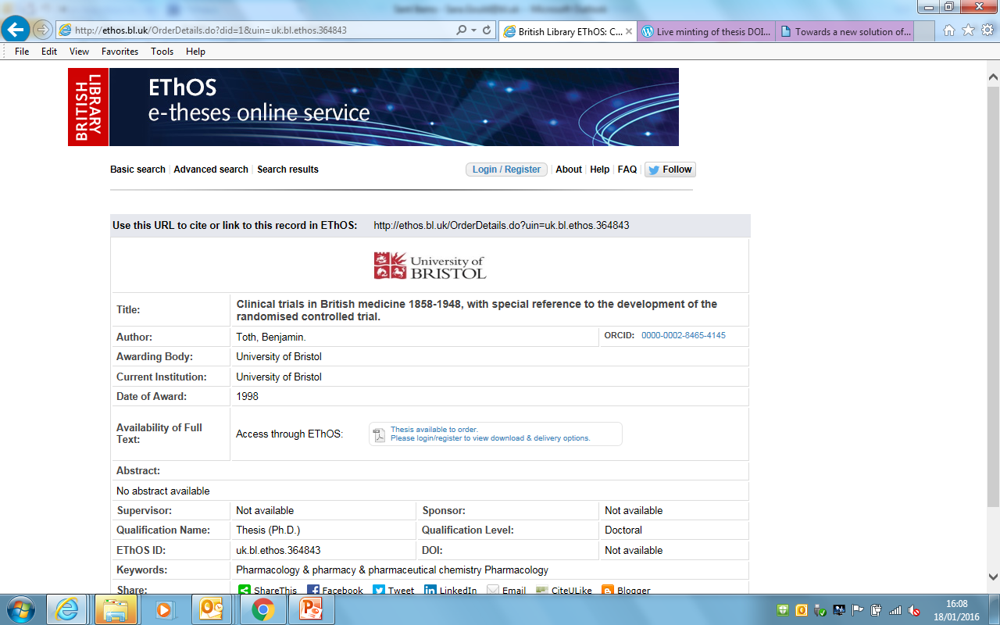 http://ethos.bl.uk/OrderDetails.do?did=1&uin=uk.bl.ethos.364843
British Library EThOS: C...
Live minting of thesis DOI...
Towards a new solution of...
File Edit View Favorites Tools Help
BRITISH LIBRARY
EThOS
e-theses online service
Basic search Advanced search Search results Login / Register About Help FAQ Follow
Use this URL to cite or link to this record in EThOS: http://ethos.bl.uk/OrderDetails.do?uin=uk.bl.ethos.364843
University of
BRISTOL
Title: Clinical trials in British medicine 1858-1948, with special reference to the development of the
randomised controlled trial.
Author: Toth, Benjamin. ORCID: 0000-0002-8465-4145
Awarding Body: University of Bristol
Current Institution: University of Bristol
Date of Award: 1998
Availability of Full
Text:
Access through EThOS:
Thesis available to order.
Please login/register to view download & delivery options.
Abstract:
No abstract available
Supervisor: Not available Sponsor: Not available
Qualification Name: Thesis (Ph.D.) Qualification Level: Doctoral
EThOS ID: uk.bl.ethos.364843 DOI: Not available
Keywords: Pharmacology & pharmacy & pharmaceutical chemistry Pharmacology
Share: ShareThis Facebook Tweet LinkedIn Email CiteULike Blogger
16:08
18/01/2016